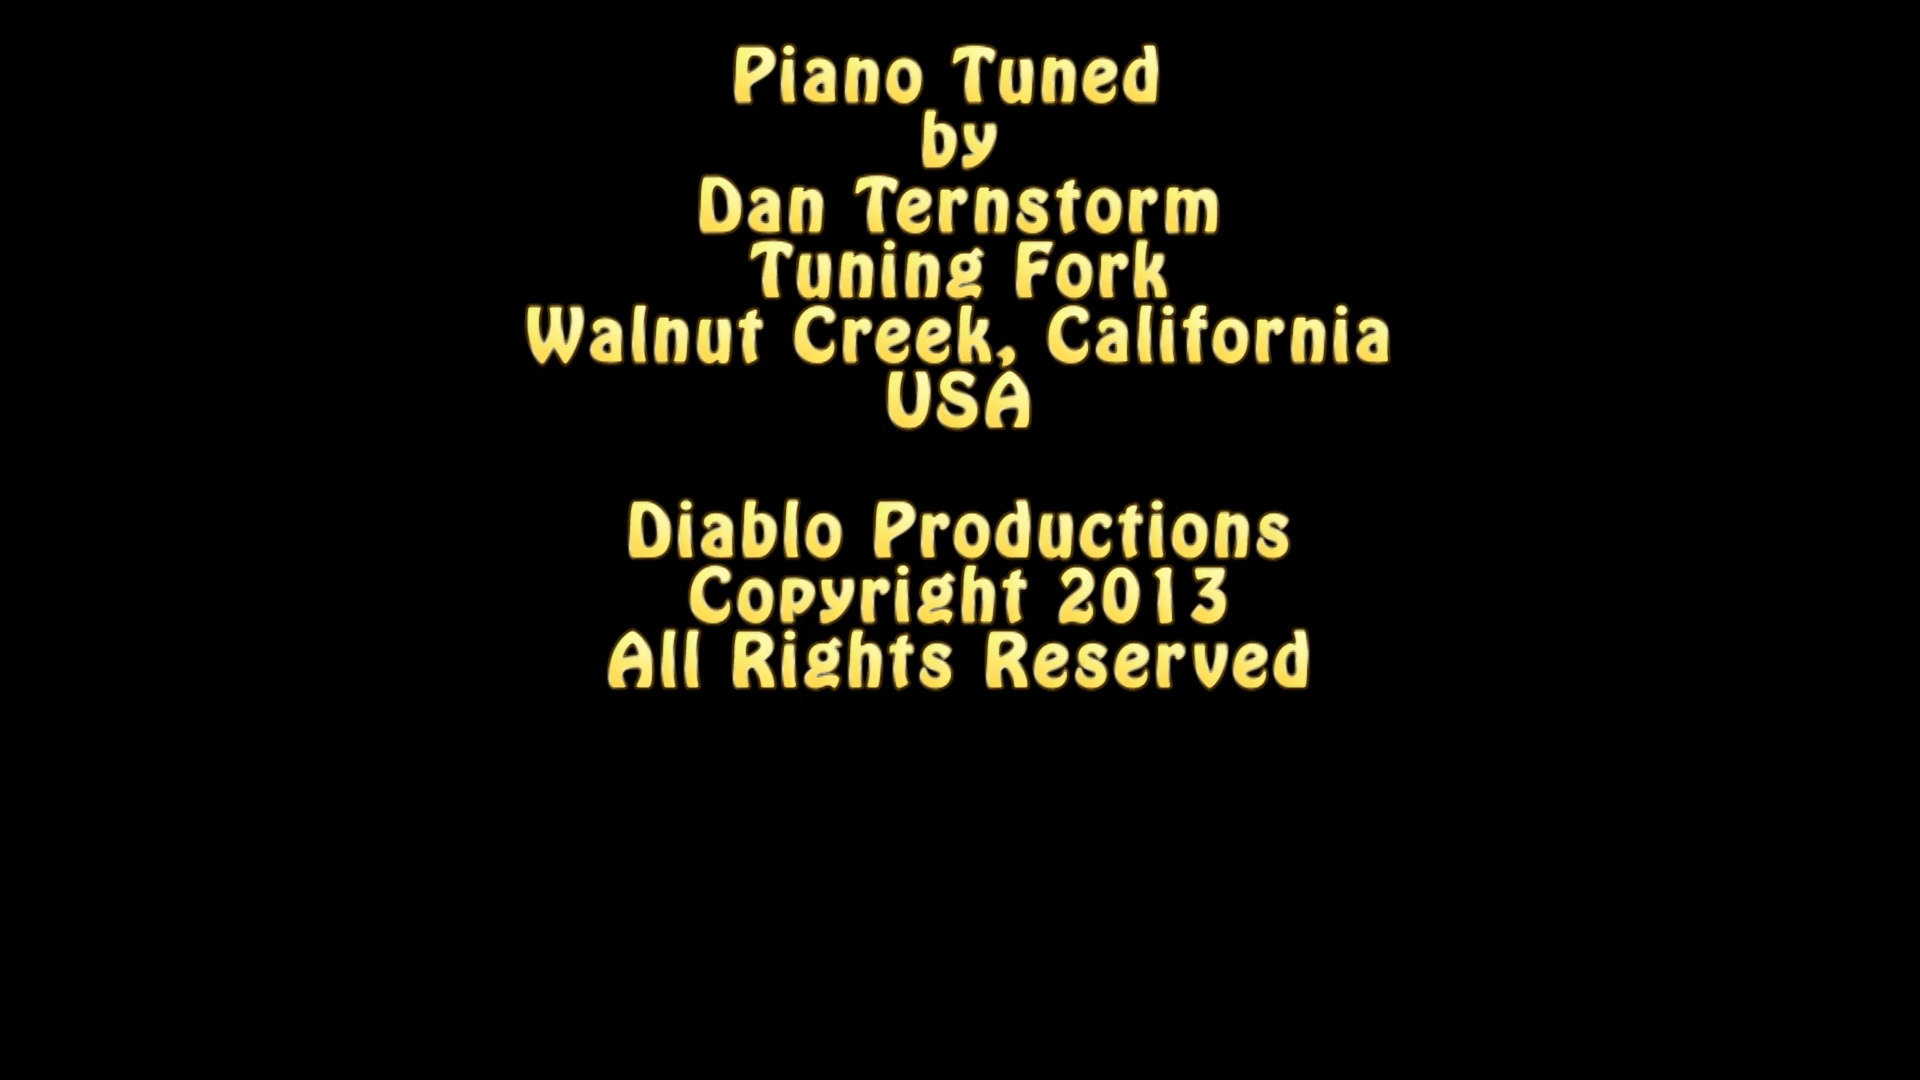 Piano Tuned
by
Dan Ternstorm
Tuning Fork
Walnut Creek, California
USA
Diablo Productions
Copyright 2013
All Rights Reserved